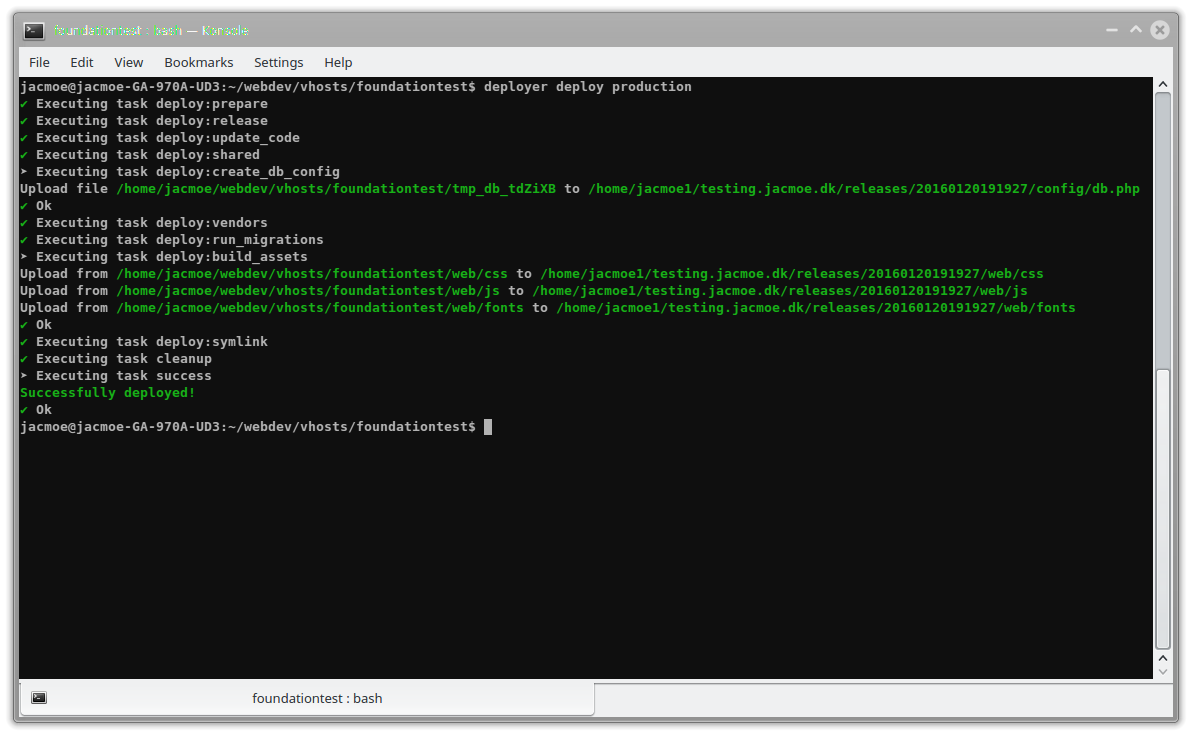 foundationtest : bash — Konsole
File Edit View Bookmarks Settings Help
jacmoe@jacmoe-GA-970A-UD3:~/webdev/vhosts/foundationtest$ deployer deploy production
✔ Executing task deploy:prepare
✔ Executing task deploy:release
✔ Executing task deploy:update_code
✔ Executing task deploy:shared
➤ Executing task deploy:create_db_config
Upload file /home/jacmoe/webdev/vhosts/foundationtest/tmp_db_tdZiXB to /home/jacmoe1/testing.jacmoe.dk/releases/20160120191927/config/db.php
✔ Ok
✔ Executing task deploy:vendors
✔ Executing task deploy:run_migrations
➤ Executing task deploy:build_assets
Upload from /home/jacmoe/webdev/vhosts/foundationtest/web/css to /home/jacmoe1/testing.jacmoe.dk/releases/20160120191927/web/css
Upload from /home/jacmoe/webdev/vhosts/foundationtest/web/js to /home/jacmoe1/testing.jacmoe.dk/releases/20160120191927/web/js
Upload from /home/jacmoe/webdev/vhosts/foundationtest/web/fonts to /home/jacmoe1/testing.jacmoe.dk/releases/20160120191927/web/fonts
✔ Ok
✔ Executing task deploy:symlink
✔ Executing task cleanup
➤ Executing task success
Successfully deployed!
✔ Ok
jacmoe@jacmoe-GA-970A-UD3:~/webdev/vhosts/foundationtest$
foundationtest : bash